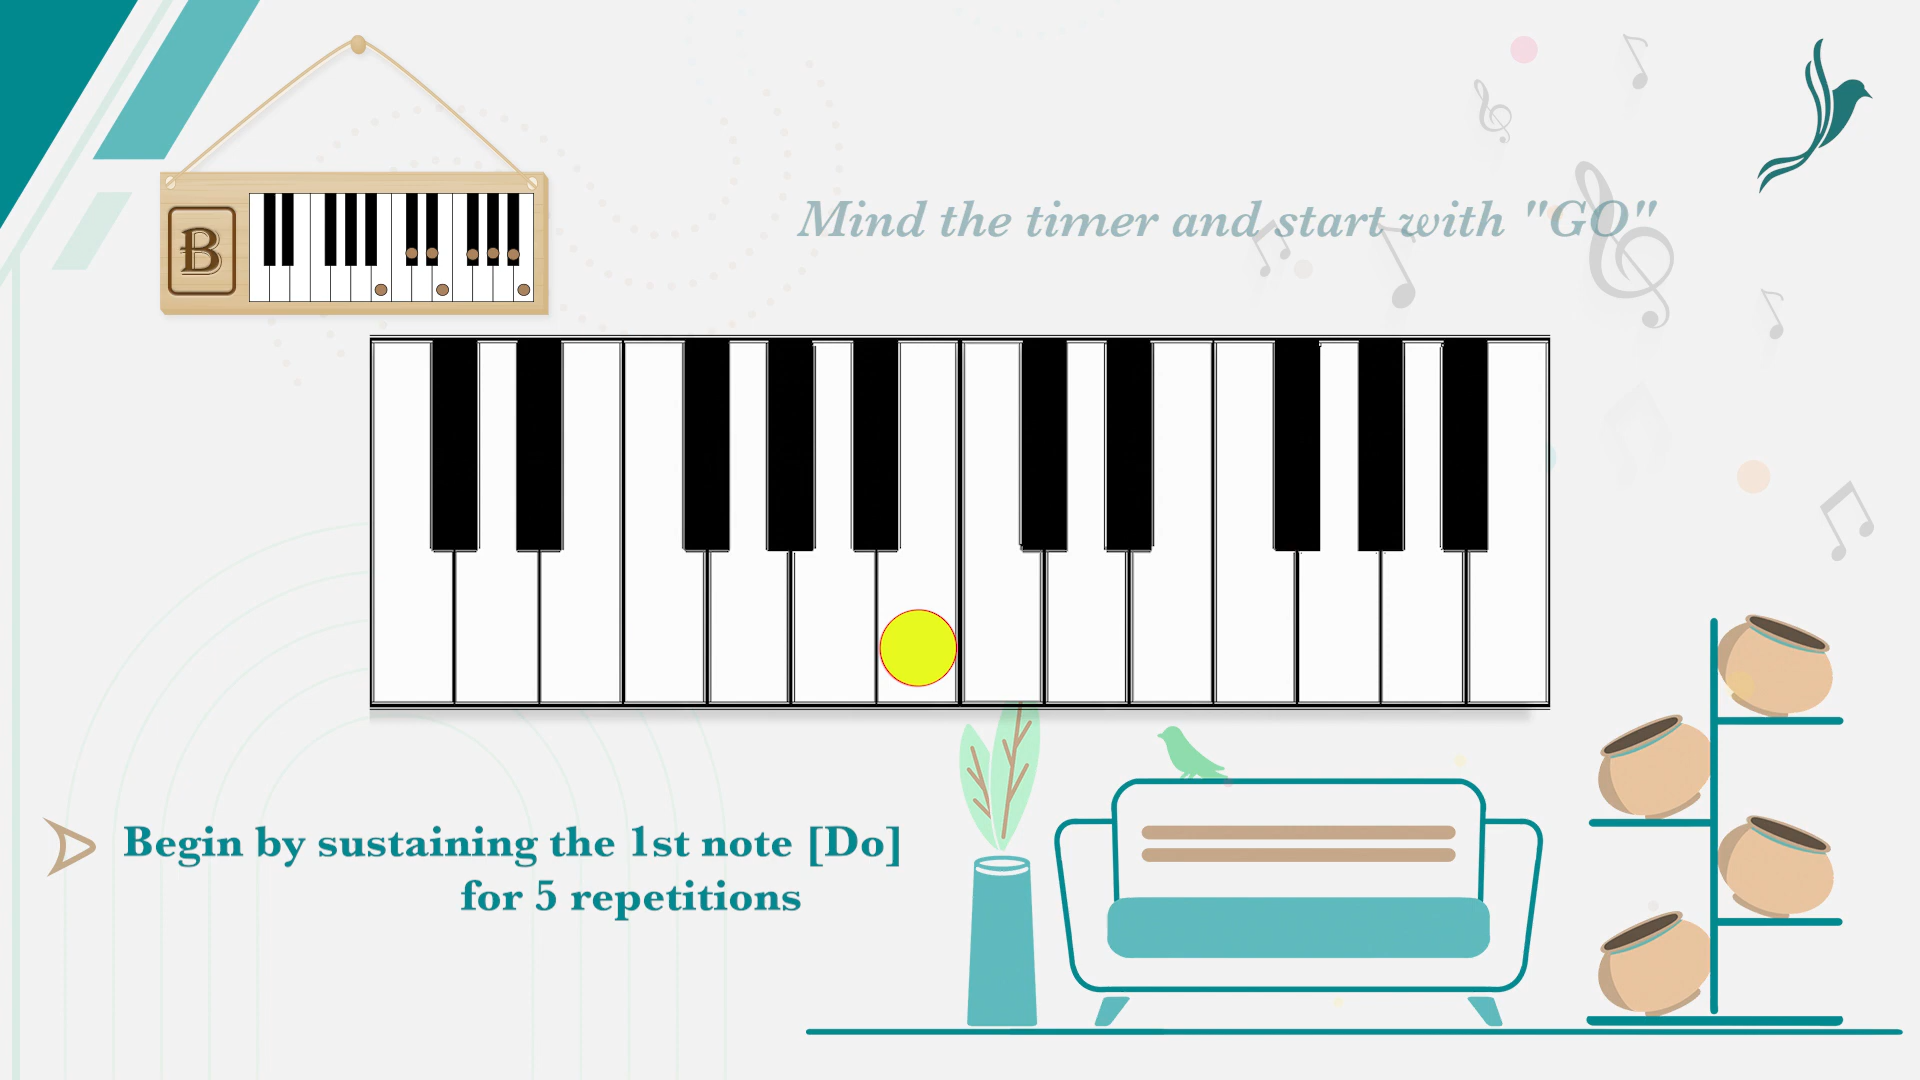 B
Mind the timer and start with "GO"
Begin by sustaining the 1st note [Do]
for 5 repetitions